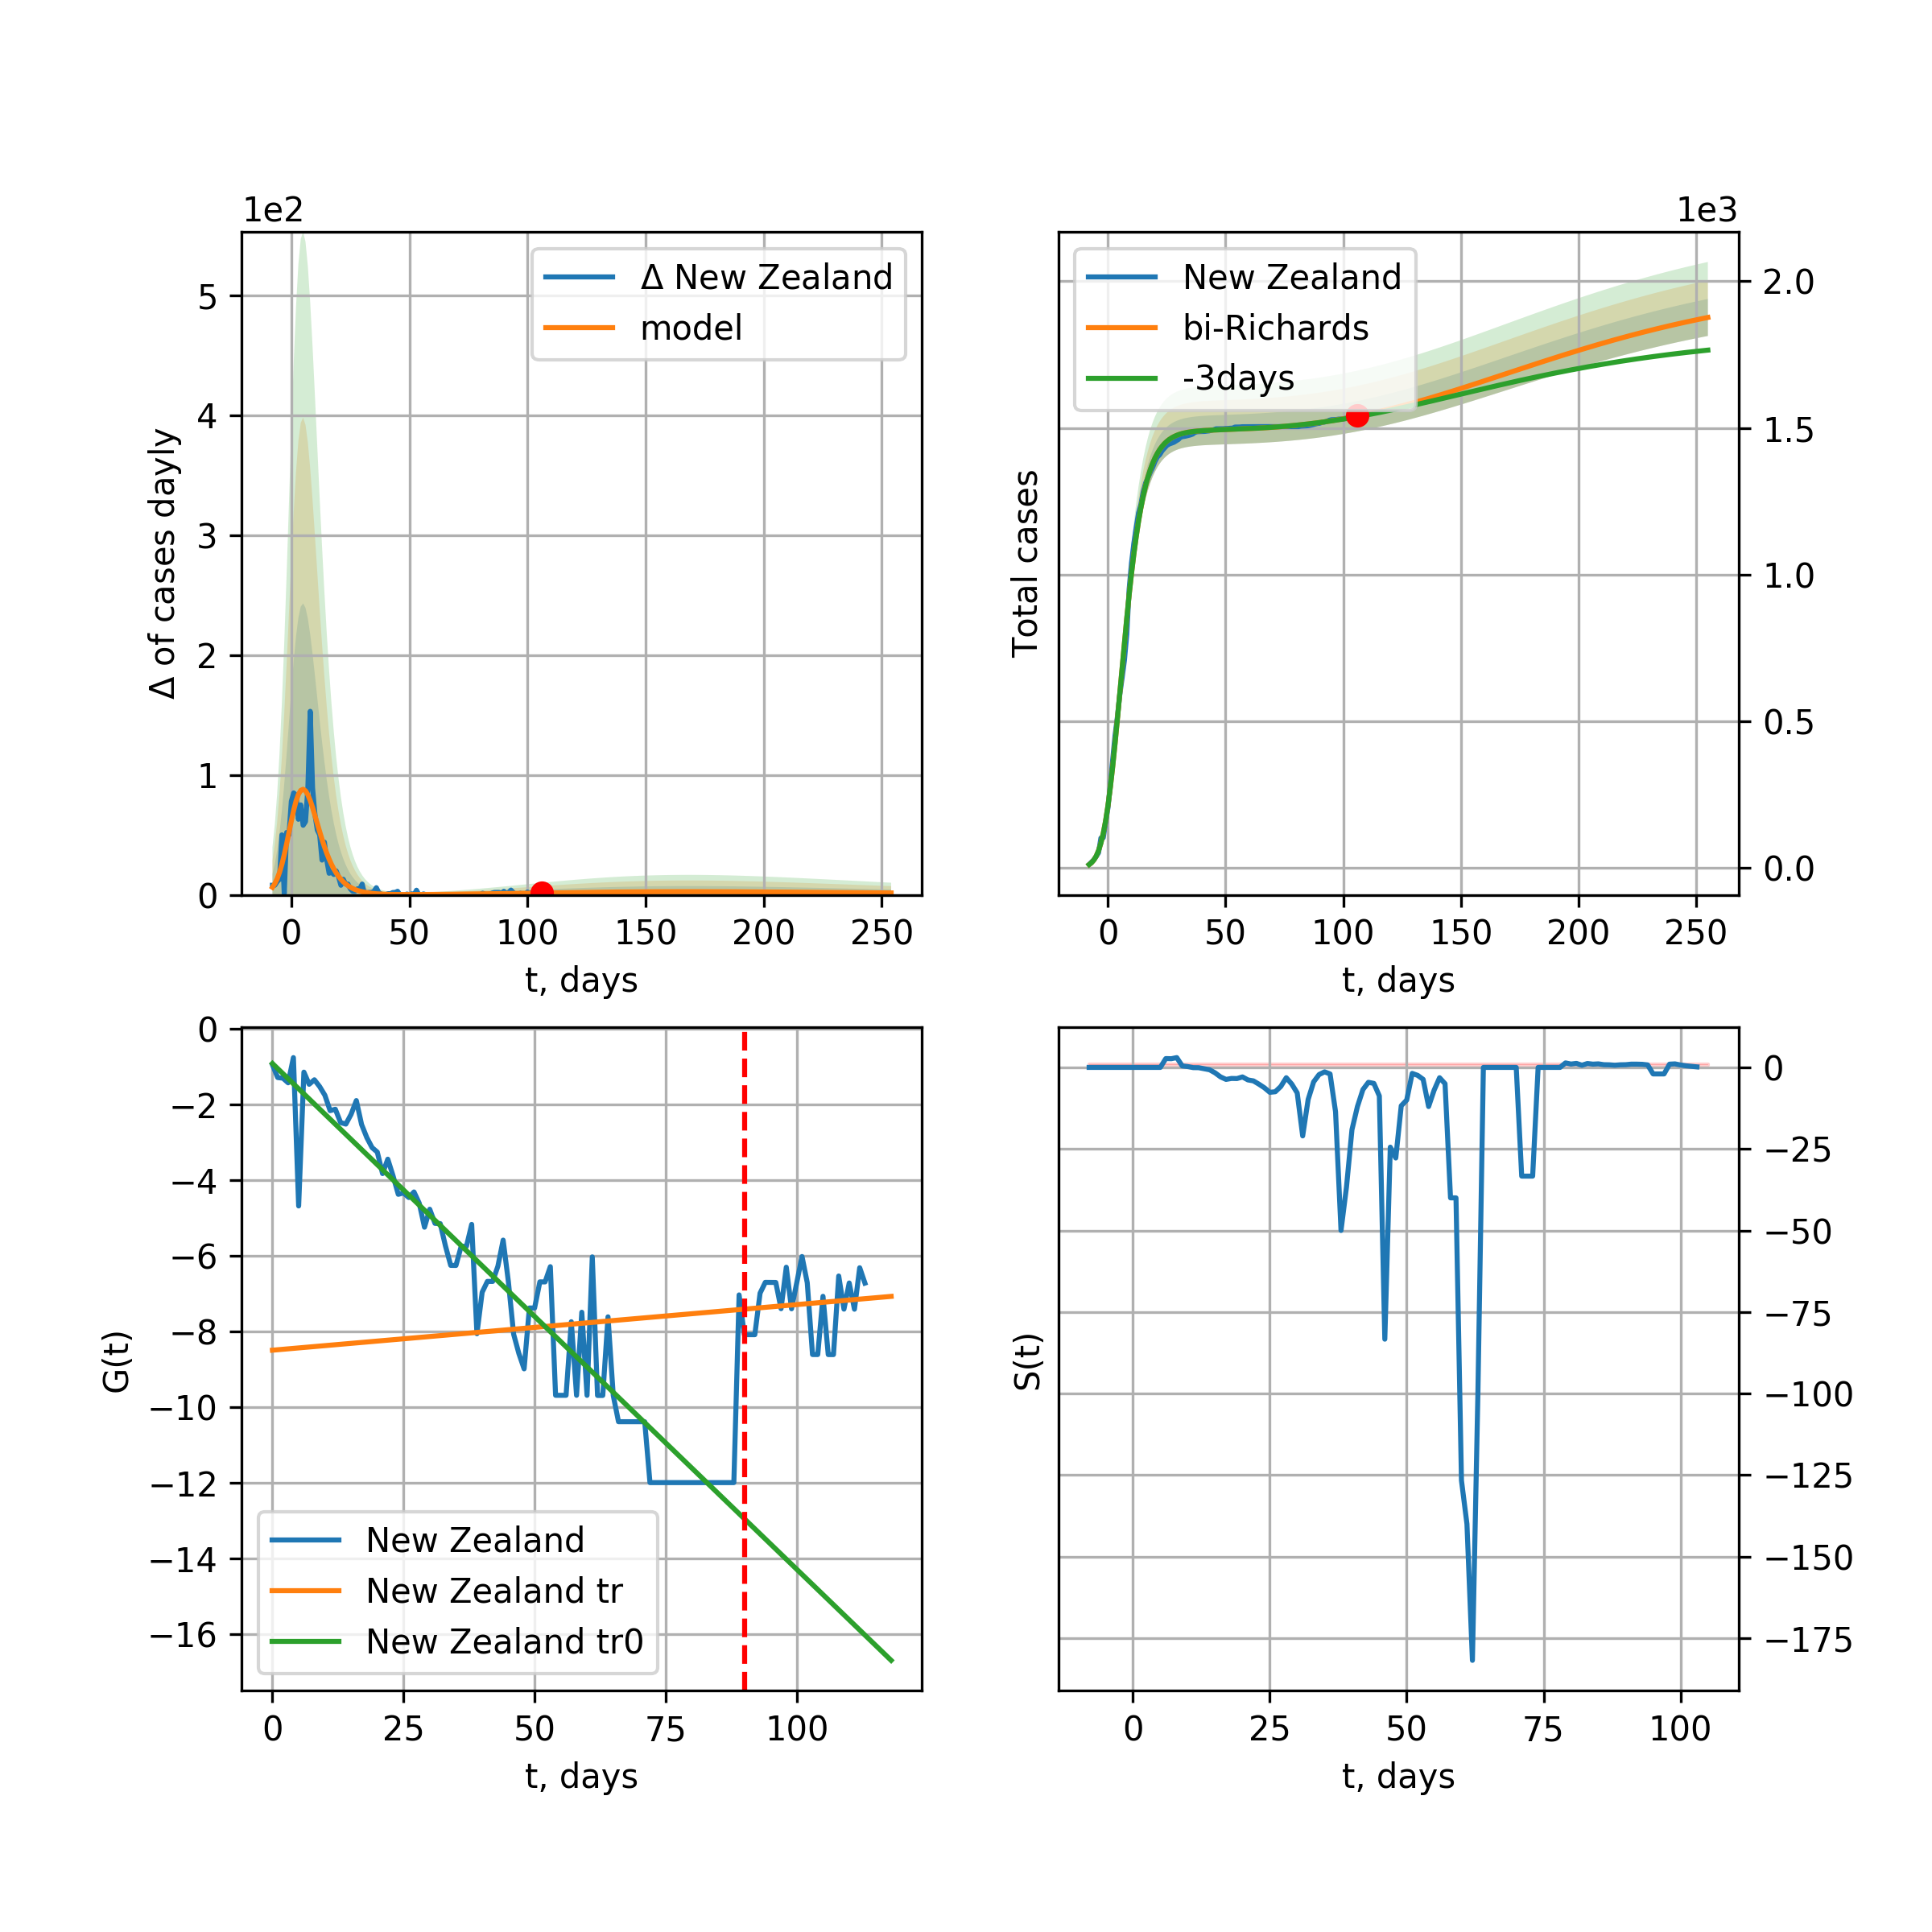 1e2
Δ of cases dayly
5
4
3
2
1
0
Δ New Zealand
model
0 50 100 150 200 250
t, days
1e3
Total cases
New Zealand
bi-Richards
-3days
2.0
1.5
1.0
0.5
0.0
0 50 100 150 200 250
t, days
G(t)
0
−2
−4
−6
−8
−10
−12
−14
−16
New Zealand
New Zealand tr
New Zealand tr0
0 25 50 75 100
t, days
S(t)
0
−25
−50
−75
−100
−125
−150
−175
0 25 50 75 100
t, days